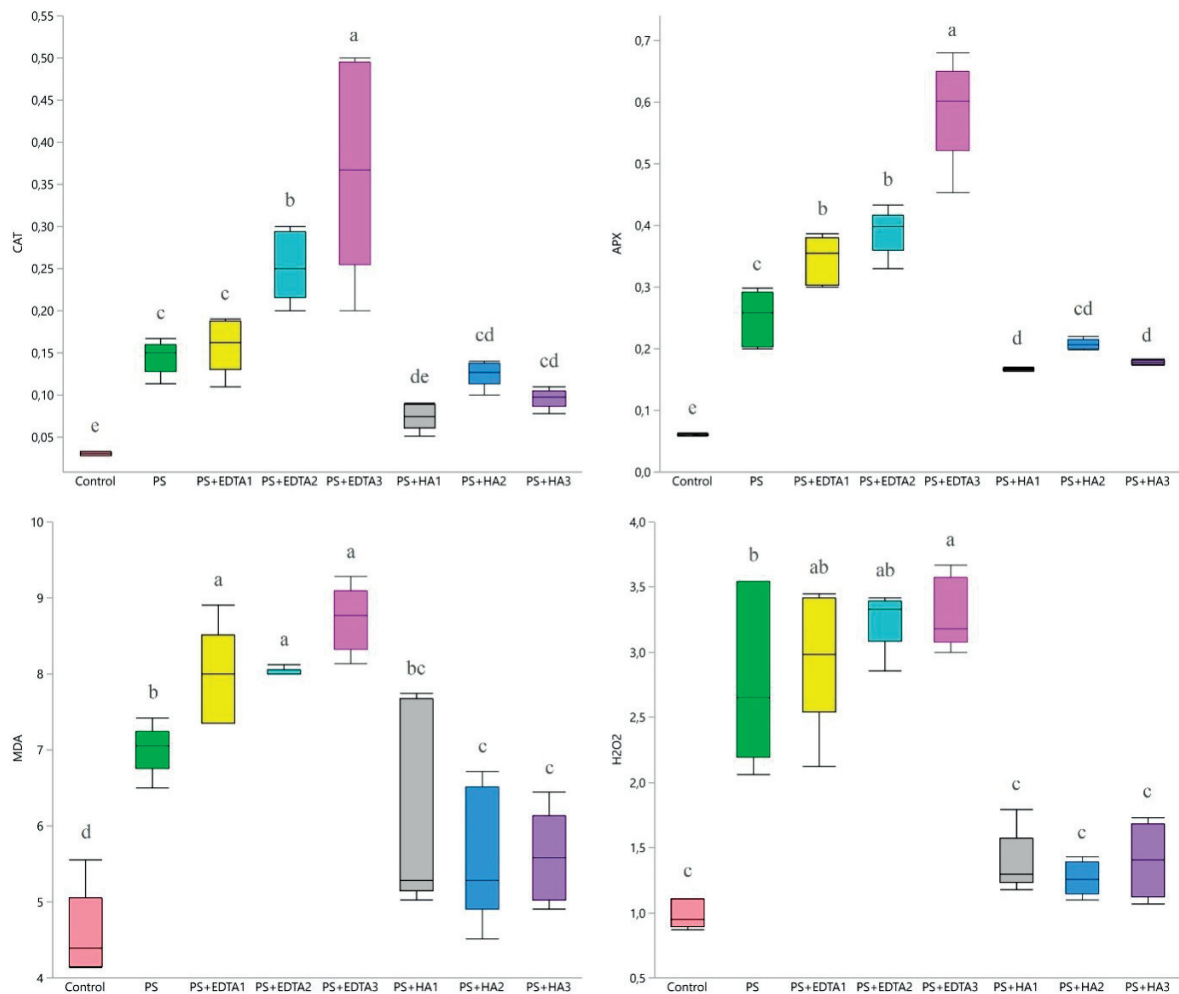 0,55
0,50
0,45
0,40
0,35
0,30
0,25
0,20
0,15
0,10
0,05
CAT
e
c
c
b
a
de
cd
cd
Control PS PS+EDTA1 PS+EDTA2 PS+EDTA3 PS+HA1 PS+HA2 PS+HA3
0,7
0,6
0,5
0,4
0,3
0,2
0,1
0,0
APX
e
c
b
b
a
d
cd
d
Control PS PS+EDTA1 PS+EDTA2 PS+EDTA3 PS+HA1 PS+HA2 PS+HA3
10
9
8
7
6
5
4
MDA
d
b
a
a
a
bc
c
c
Control PS PS+EDTA1 PS+EDTA2 PS+EDTA3 PS+HA1 PS+HA2 PS+HA3
4,0
3,5
3,0
2,5
2,0
1,5
1,0
0,5
H2O2
c
b
ab
ab
a
c
c
c
Control PS PS+EDTA1 PS+EDTA2 PS+EDTA3 PS+HA1 PS+HA2 PS+HA3